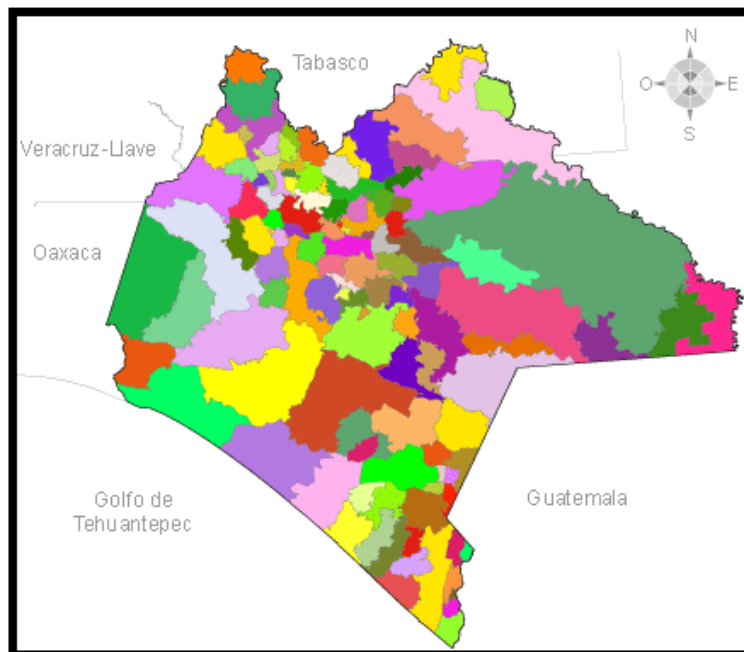 Tabasco
N
O
E
S
Veracruz-Llave
Oaxaca
Golfo de
Tehuantepec
Guatemala